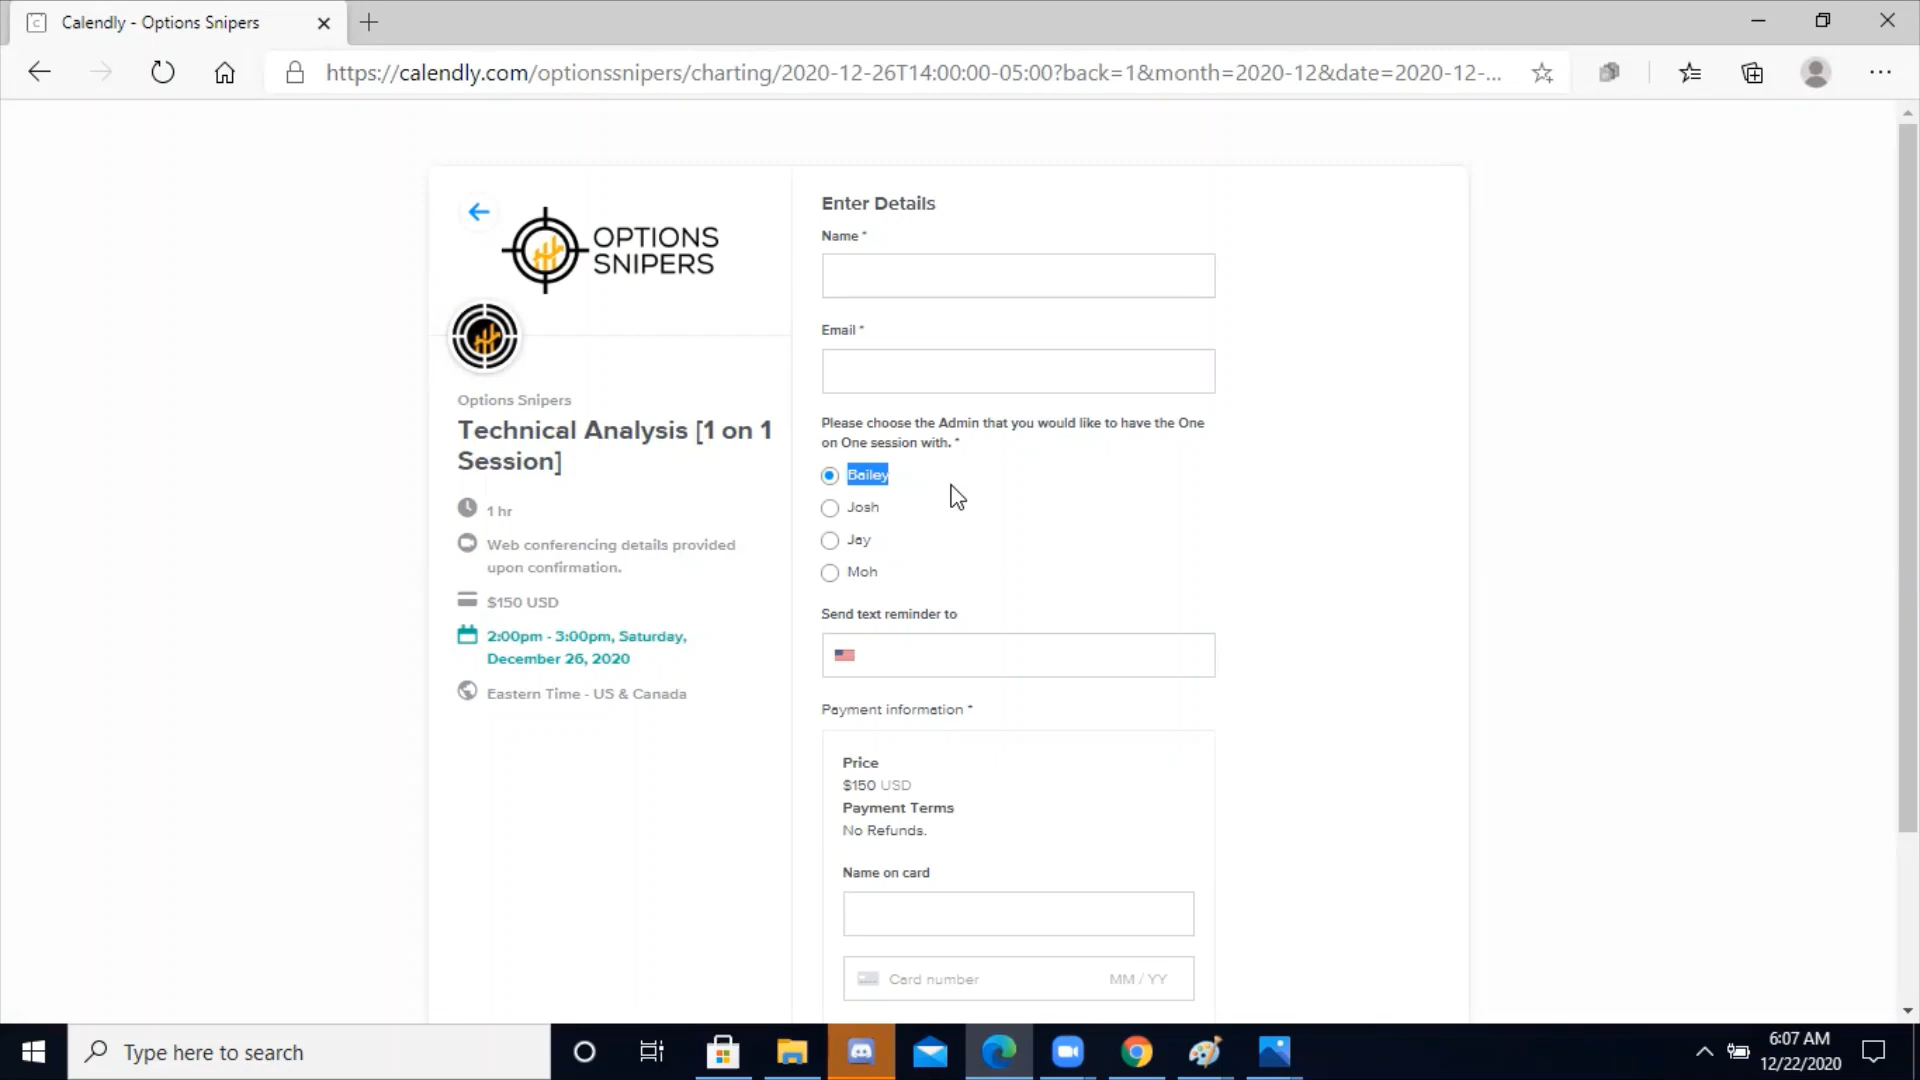 Calendly - Options Snipers
https://calendly.com/optionssnipers/charting/2020-12-26T14:00:00-05:00?back=1&month=2020-12&date=2020-12-...
OPTIONS
SNIPERS
Options Snipers
Technical Analysis [1 on 1
Session]
1 hr
Web conferencing details provided
upon confirmation.
$150 USD
2:00pm - 3:00pm, Saturday,
December 26, 2020
Eastern Time - US & Canada
Enter Details
Name *
Email *
Please choose the Admin that you would like to have the One
on One session with. *
Bailey
Josh
Jay
Moh
Send text reminder to
Payment information *
Price
$150 USD
Payment Terms
No Refunds.
Name on card
Card number MM / YY
Type here to search
6:07 AM
12/22/2020